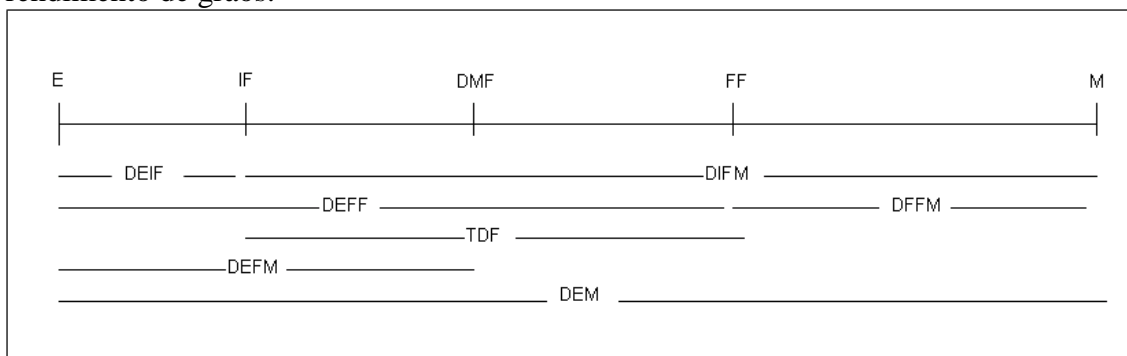 rendimento de grãos.
E IF DMF FF M
DEIF DIFM
DEFF DFFM
TDF
DEFM
DEM